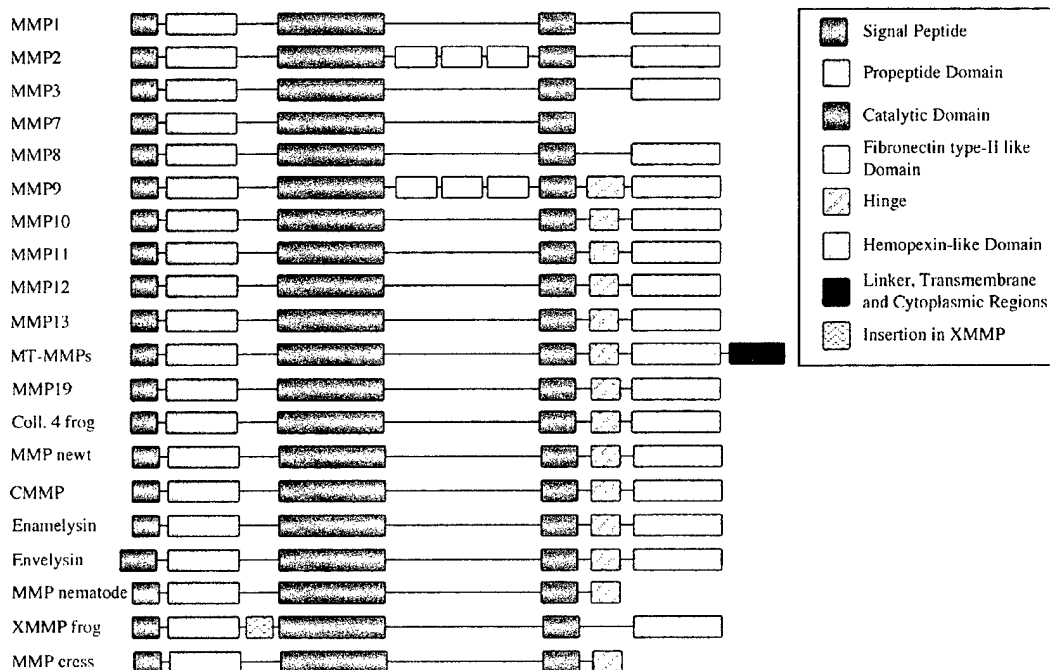 MMP1
MMP2
MMP3
MMP7
MMP8
MMP9
MMP10
MMP11
MMP12
MMP13
MT-MMPs
MMP19
Coll. 4 frog
MMP newt
CMMP
Enamelysin
Envelysin
MMP nematode
XMMP frog
MMP cress
Signal Peptide
Propeptide Domain
Catalytic Domain
Fibronectin type-II like
Domain
Hinge
Hemopexin-like Domain
Linker, Transmembrane
and Cytoplasmic Regions
Insertion in XMMP